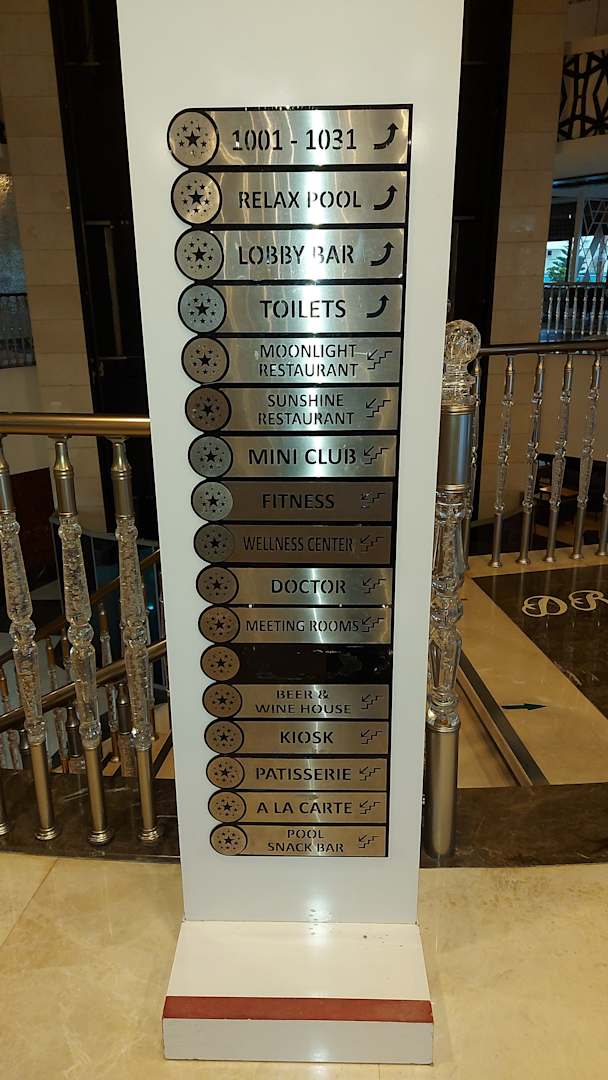 1001 - 1031
RELAX POOL
LOBBY BAR
TOILETS
MOONLIGHT
RESTAURANT
SUNSHINE
RESTAURANT
MINI CLUB
FITNESS
WELLNESS CENTER
DOCTOR
MEETING ROOMS
BEER &
WINE HOUSE
KIOSK
PATISSERIE
A LA CARTE
POOL
SNACK BAR
DR